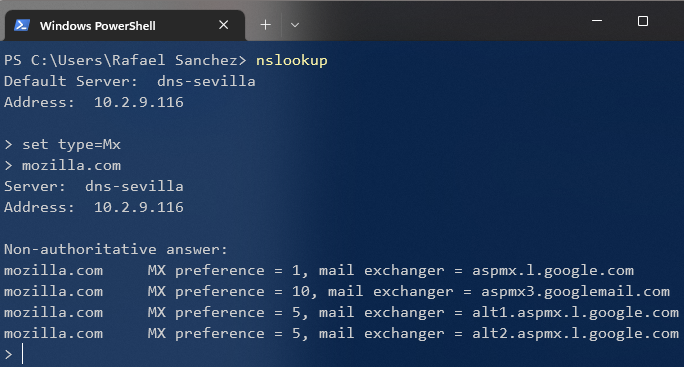 Windows PowerShell
PS C:\Users\Rafael Sanchez> nslookup
Default Server:  dns-sevilla
Address:  10.2.9.116
> set type=Mx
> mozilla.com
Server:  dns-sevilla
Address:  10.2.9.116
Non-authoritative answer:
mozilla.com     MX preference = 1, mail exchanger = aspmx.l.google.com
mozilla.com     MX preference = 10, mail exchanger = aspmx3.googlemail.com
mozilla.com     MX preference = 5, mail exchanger = alt1.aspmx.l.google.com
mozilla.com     MX preference = 5, mail exchanger = alt2.aspmx.l.google.com
>